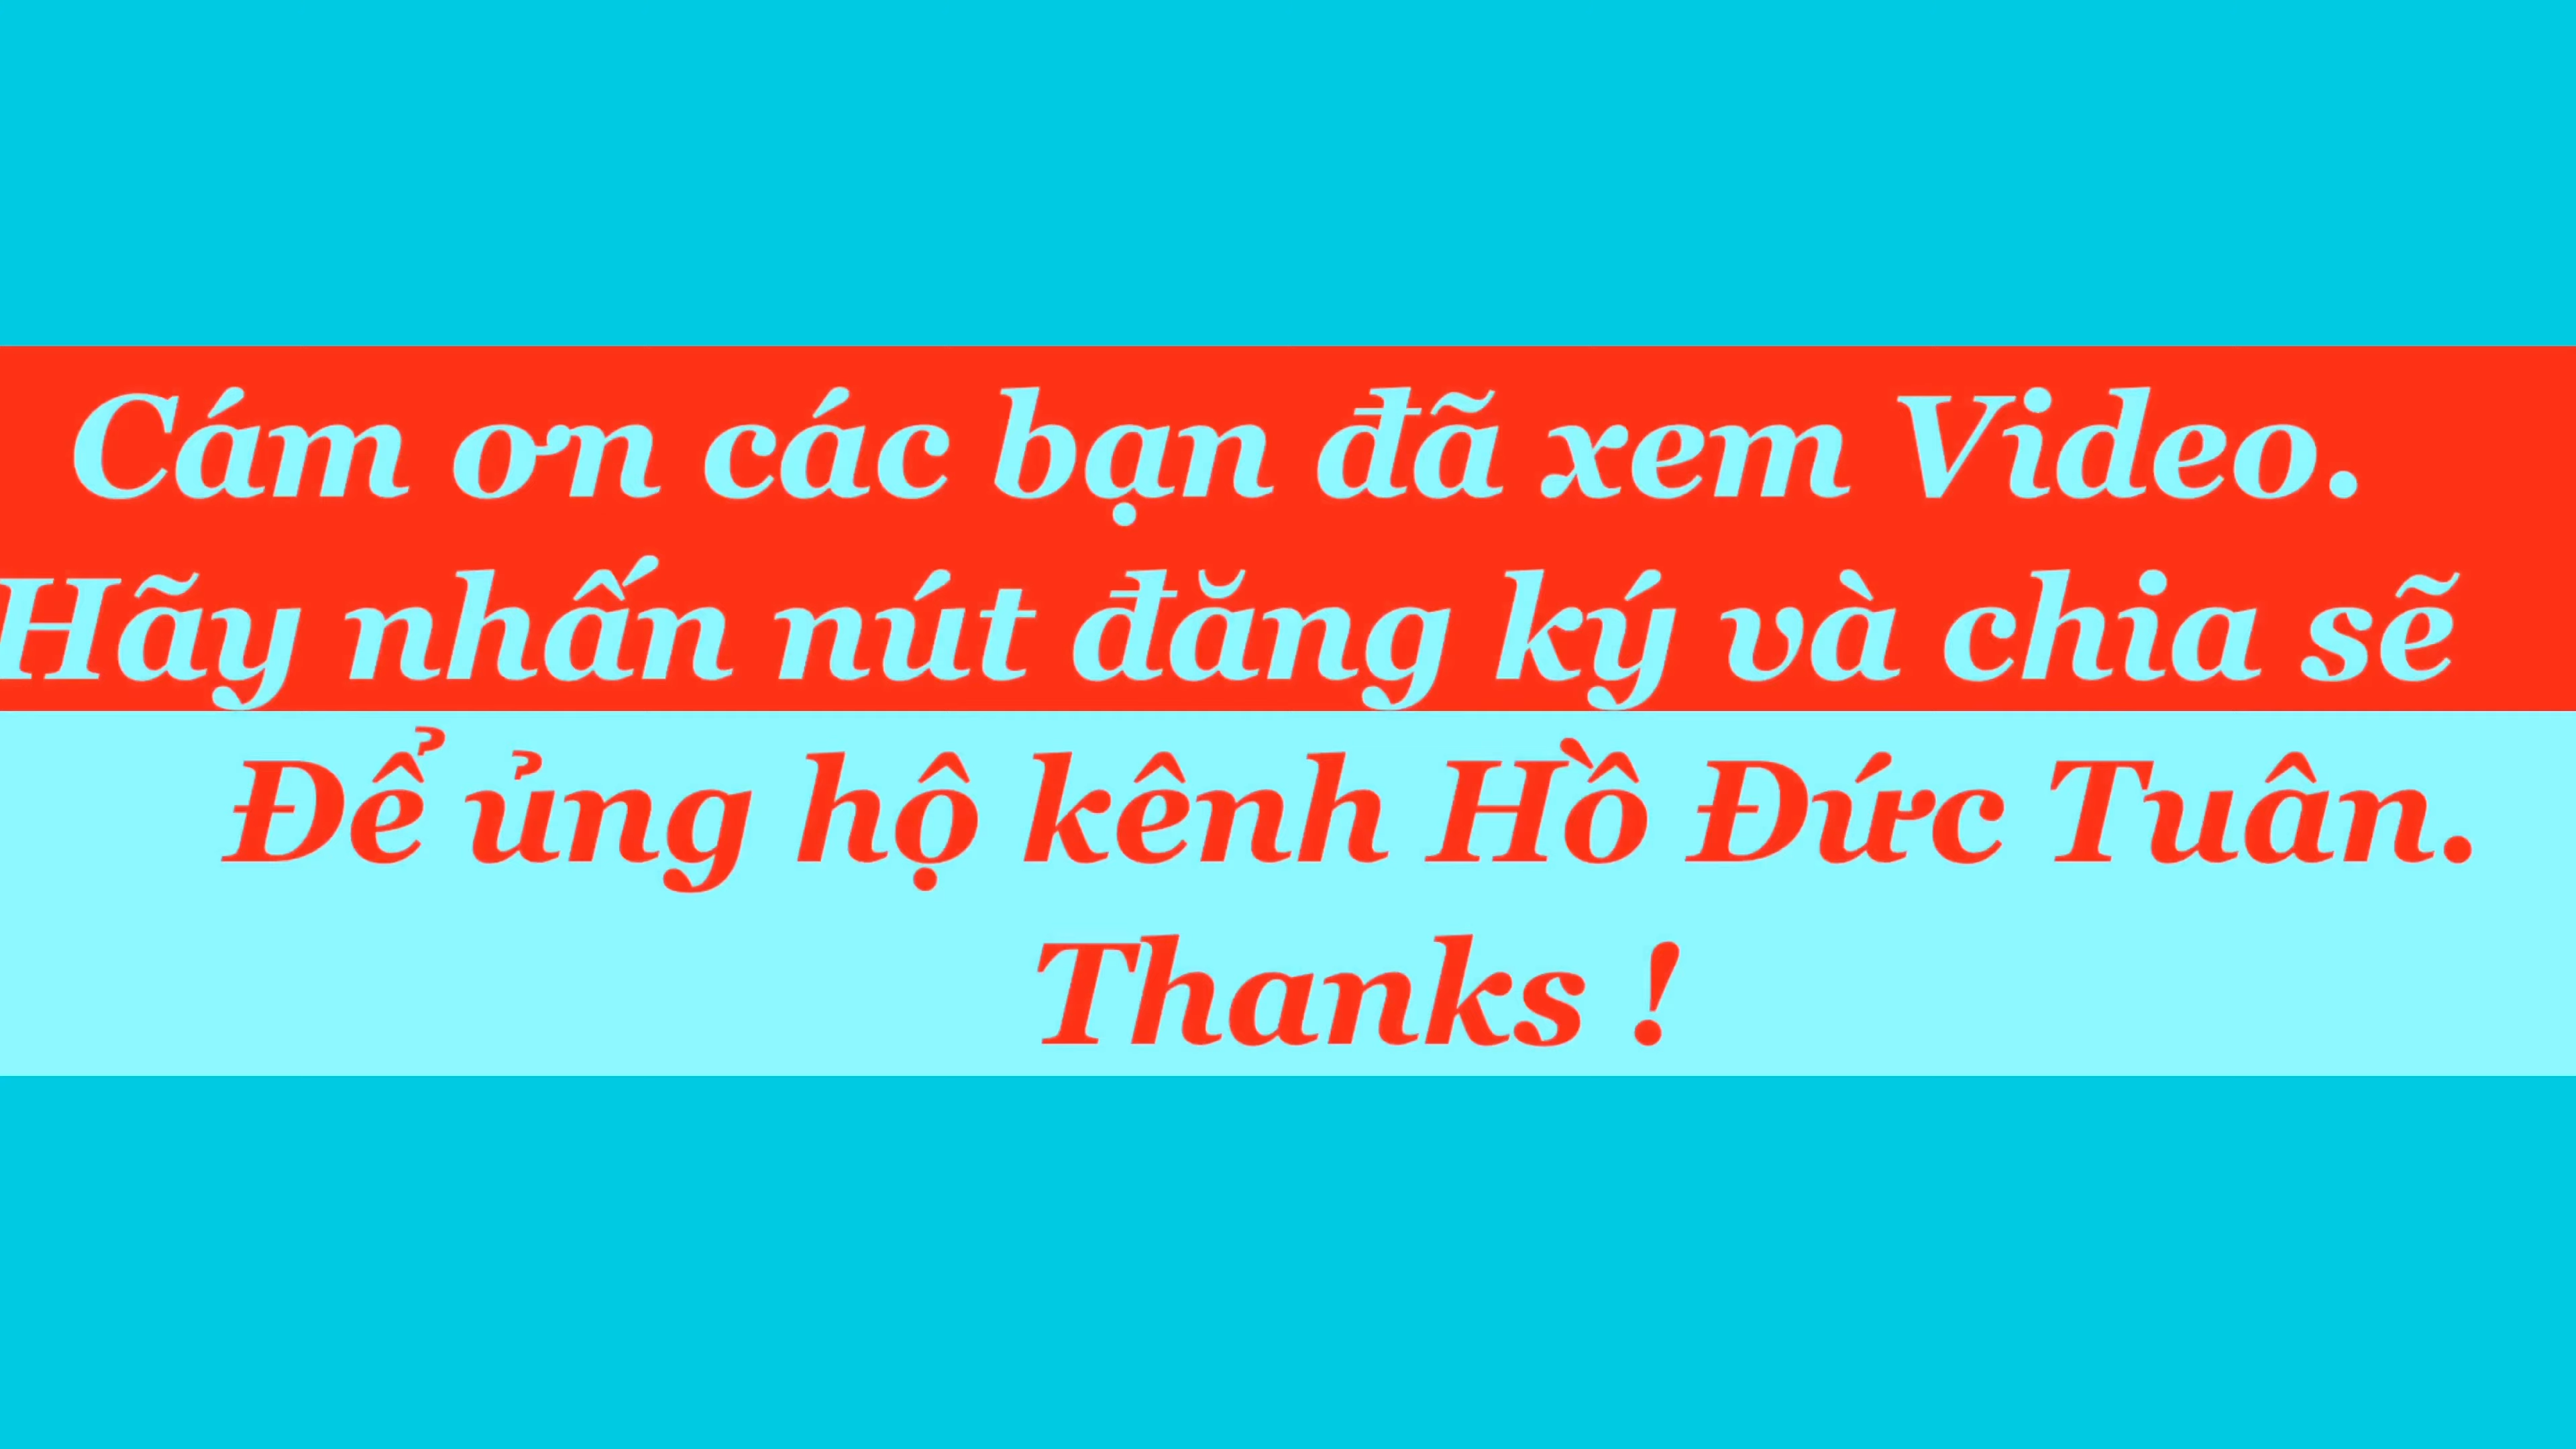 Cám ơn các bạn đã xem Video.
Hãy nhấn nút đăng ký và chia sẽ
Để ủng hộ kênh Hồ Đức Tuân.
Thanks !